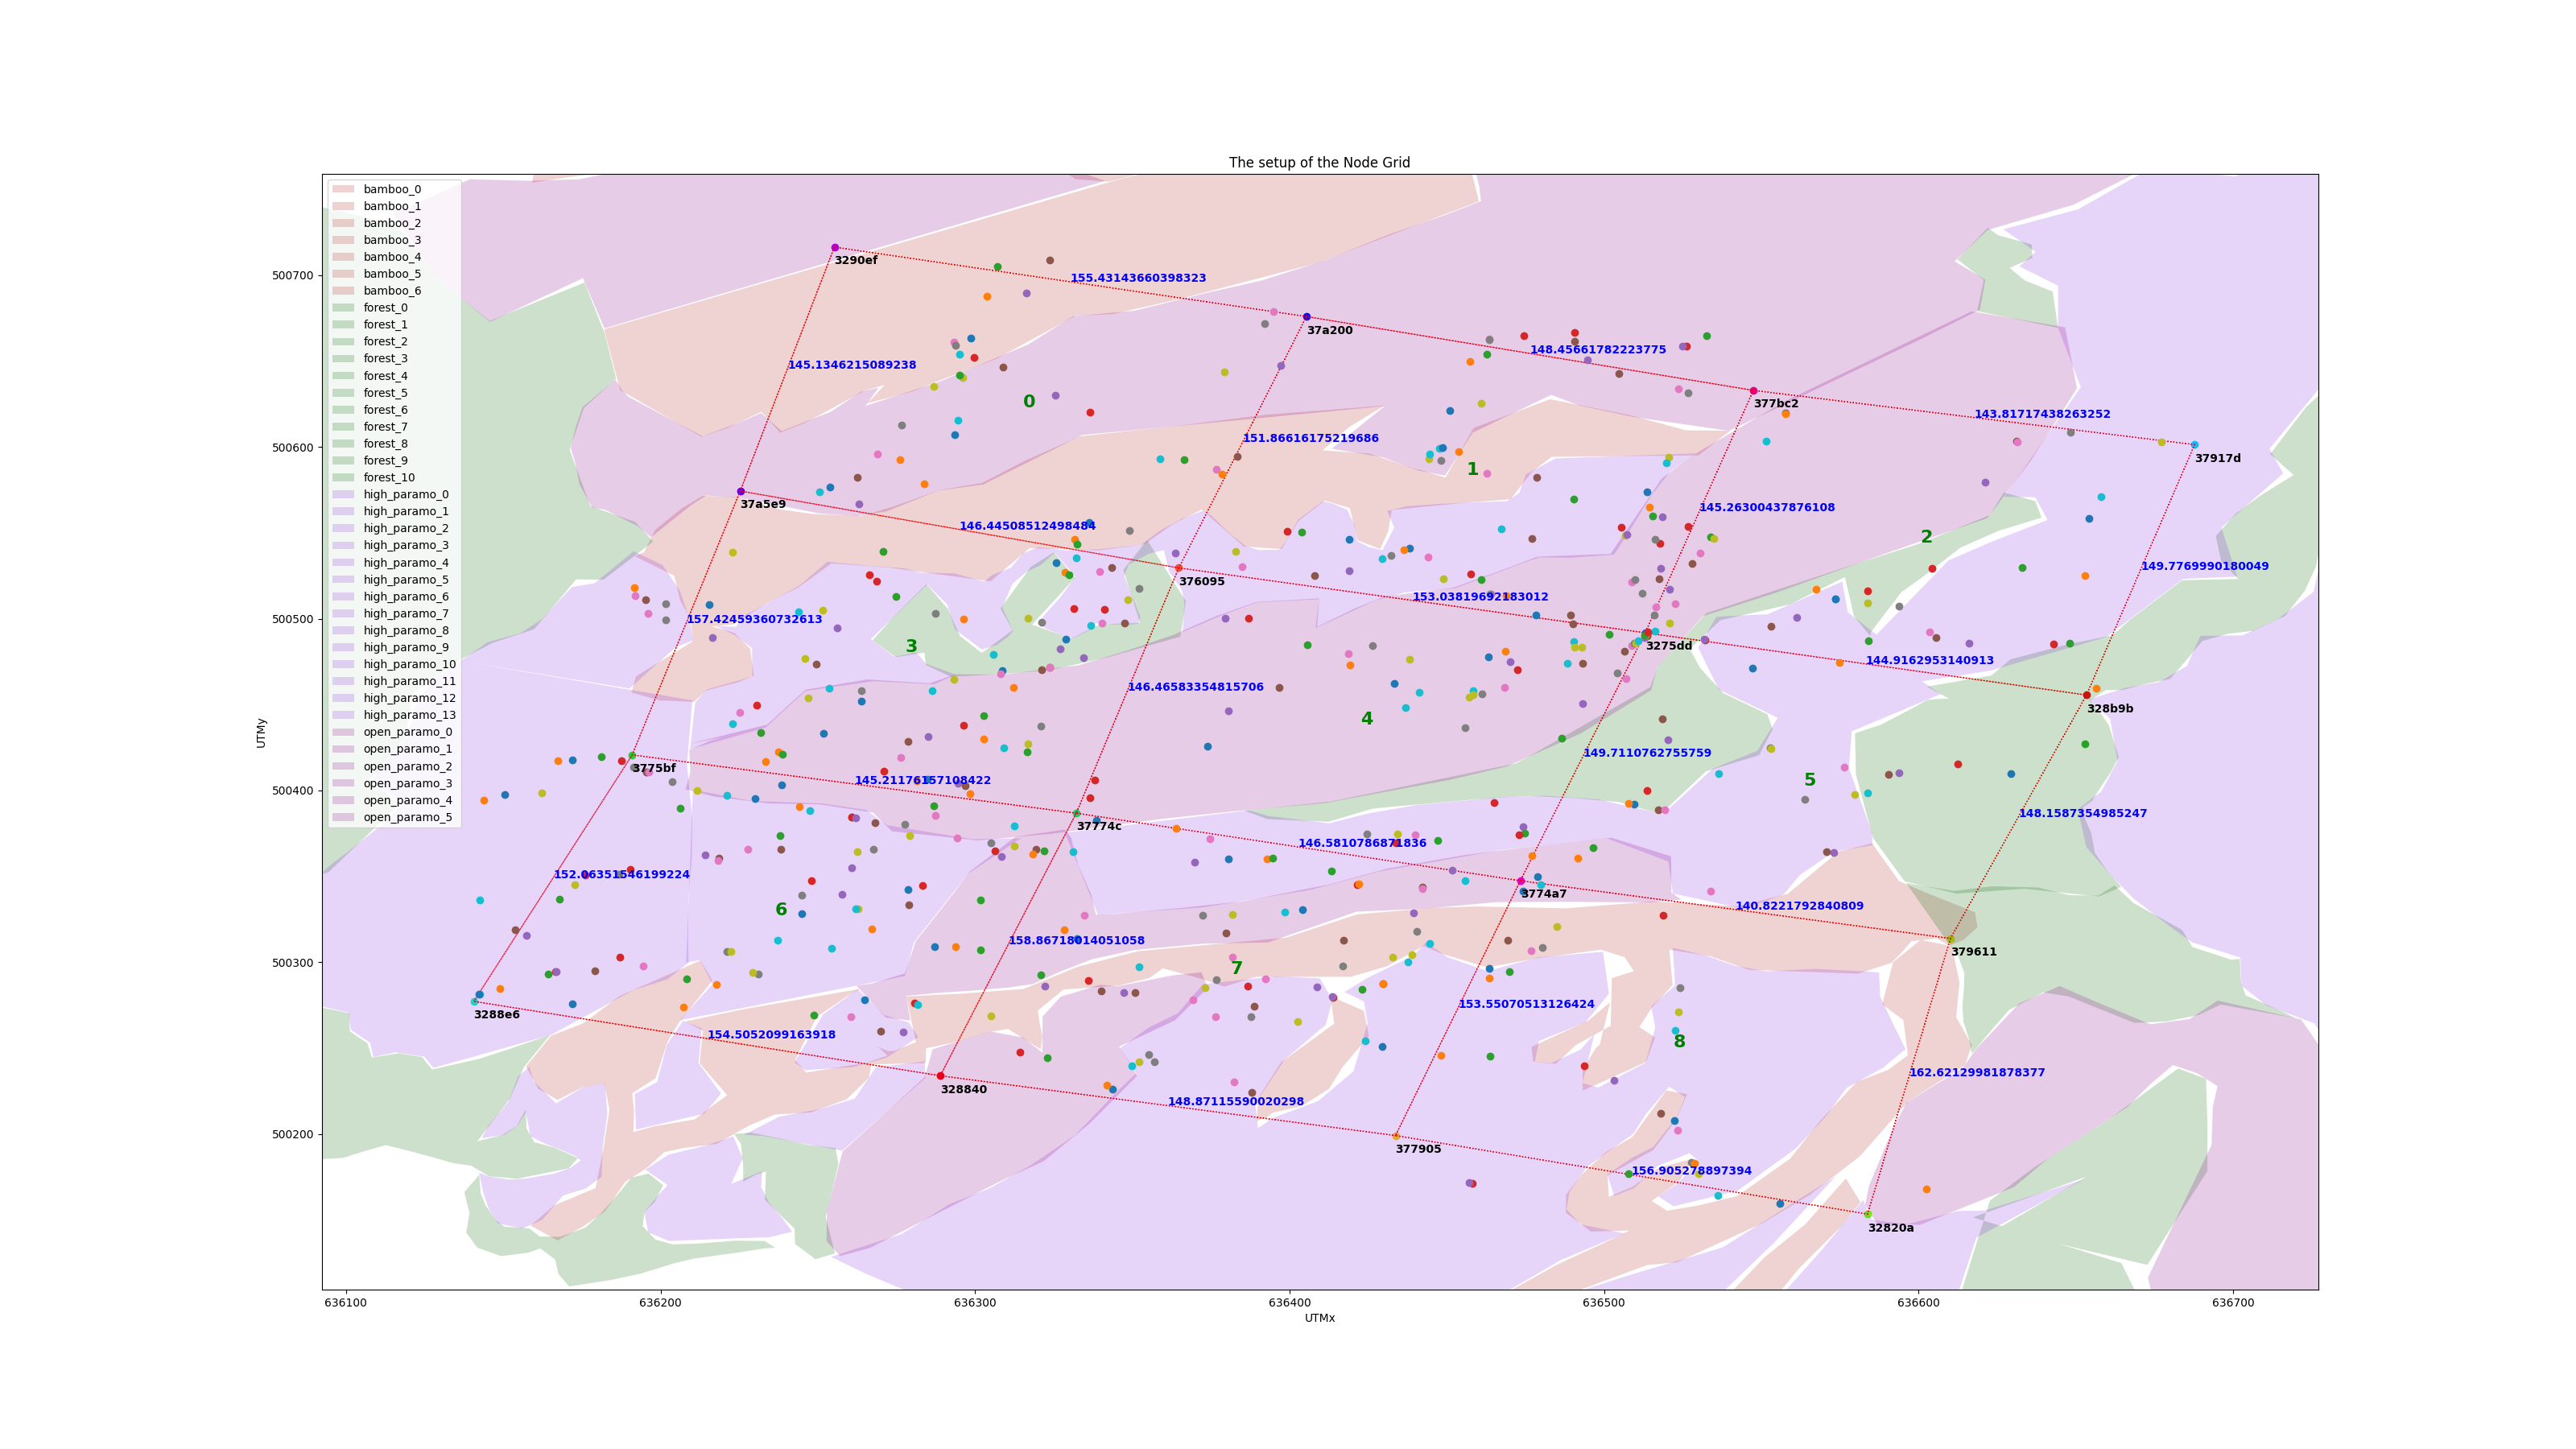 The setup of the Node Grid
bamboo_0
bamboo_1
bamboo_2
bamboo_3
bamboo_4
bamboo_5
bamboo_6
forest_0
forest_1
forest_2
forest_3
forest_4
forest_5
forest_6
forest_7
forest_8
forest_9
forest_10
high_paramo_0
high_paramo_1
high_paramo_2
high_paramo_3
high_paramo_4
high_paramo_5
high_paramo_6
high_paramo_7
high_paramo_8
high_paramo_9
high_paramo_10
high_paramo_11
high_paramo_12
high_paramo_13
open_paramo_0
open_paramo_1
open_paramo_2
open_paramo_3
open_paramo_4
open_paramo_5
500700
500600
500500
500400
500300
500200
UTMy
3290ef
155.43143660398323
37a200
148.45661782223775
145.1346215089238
0
377bc2
143.81717438263252
151.86616175219686
37917d
1
37a5e9
145.26300437876108
146.44508512498484
2
149.7769990180049
376095
153.03819692183012
157.42459360732613
3
3275dd
144.9162953140913
146.46583354815706
328b9b
4
149.7110762755759
3775bf
145.21176157108422
5
148.1587354985247
37774c
146.5810786871836
3774a7
140.8221792840809
6
158.86718014051058
379611
7
3288e6
153.55070513126424
154.5052099163918
8
162.62129981878377
328840
148.87115590020298
377905
156.905278897394
32820a
636100
636200
636300
636400
636500
636600
636700
UTMx